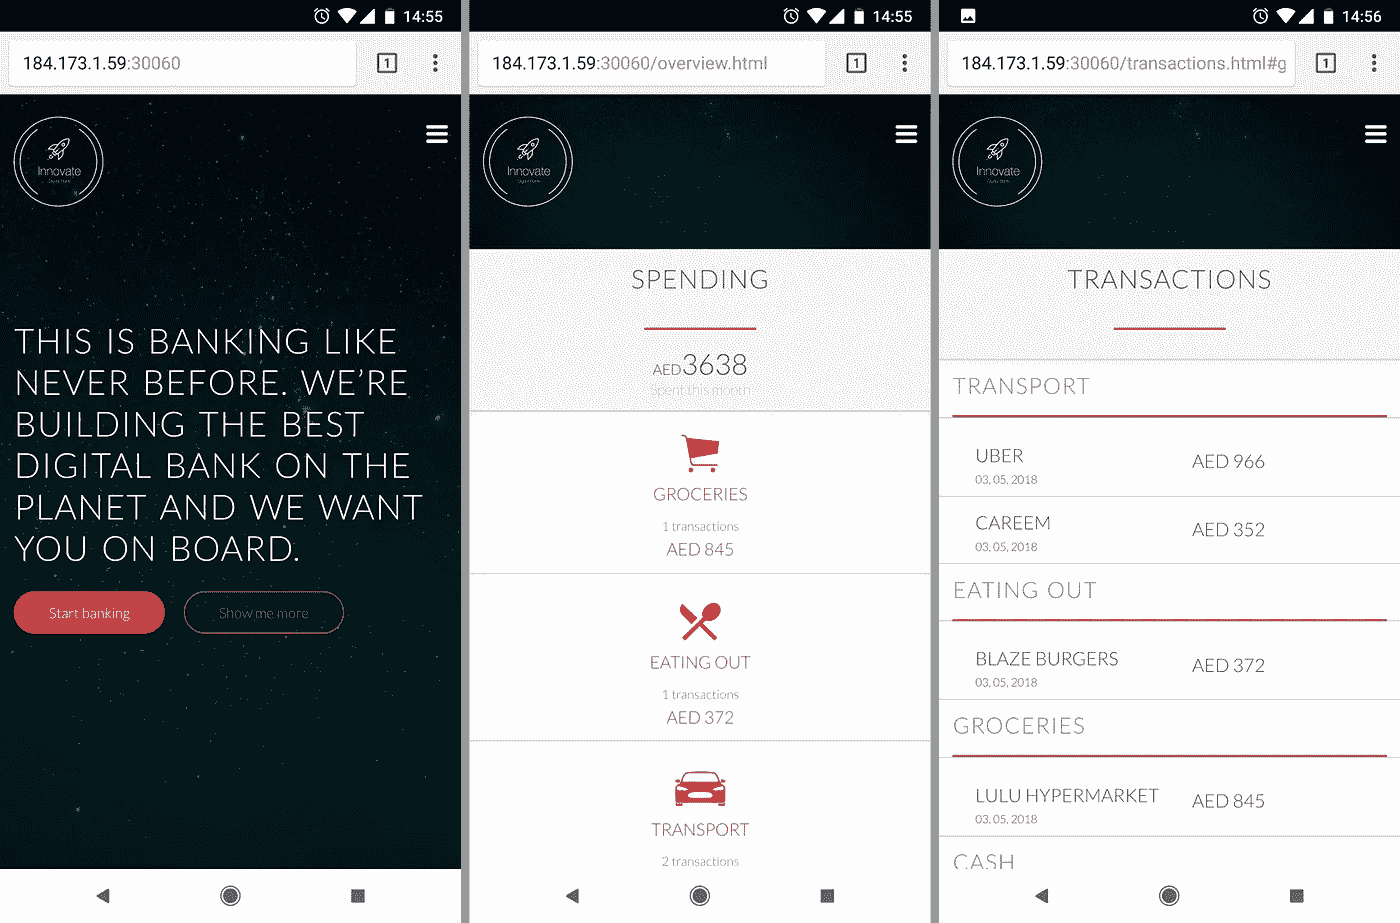 14:55
184.173.1.59:30060
1
Innovate
THIS IS BANKING LIKE
NEVER BEFORE. WE'RE
BUILDING THE BEST
DIGITAL BANK ON THE
PLANET AND WE WANT
YOU ON BOARD.
Start banking
Show me more
14:55
184.173.1.59:30060/overview.html
1
Innovate
SPENDING
AED3638
Spent this month
GROCERIES
1 transactions
AED 845
EATING OUT
1 transactions
AED 372
TRANSPORT
2 transactions
14:56
184.173.1.59:30060/transactions.html#g
1
Innovate
TRANSACTIONS
TRANSPORT
UBER
AED 966
03, 05, 2018
CAREEM
AED 352
03, 05, 2018
EATING OUT
BLAZE BURGERS
AED 372
03, 05, 2018
GROCERIES
LULU HYPERMARKET
AED 845
03, 05, 2018
CASH